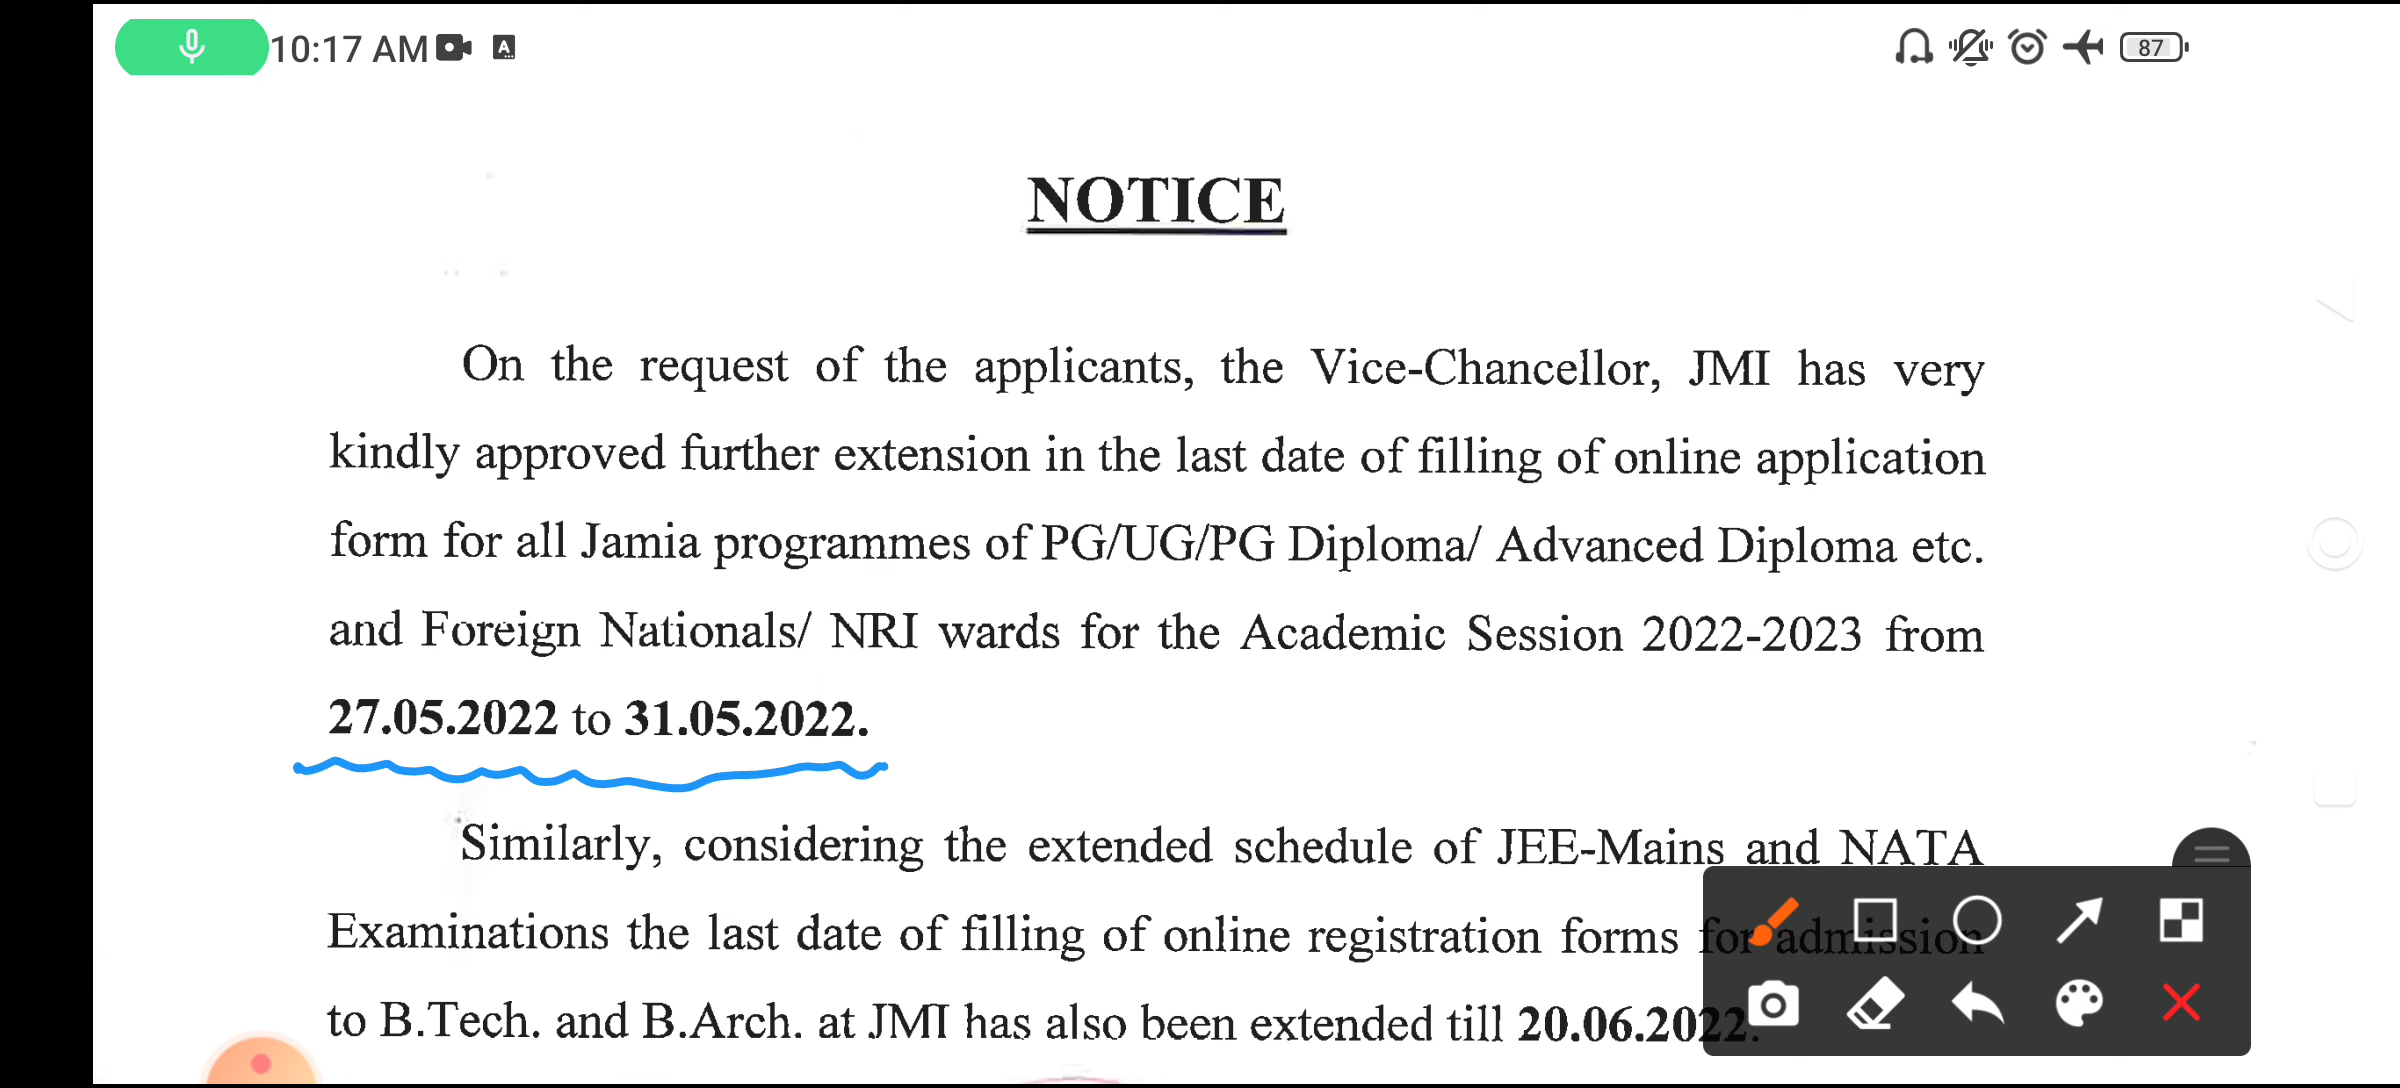 10:17 AM
A
87
NOTICE
On the request of the applicants, the Vice-Chancellor, JMI has very
kindly approved further extension in the last date of filling of online application
form for all Jamia programmes of PG/UG/PG Diploma/ Advanced Diploma etc.
and Foreign Nationals/ NRI wards for the Academic Session 2022-2023 from
27.05.2022 to 31.05.2022.
Similarly, considering the extended schedule of JEE-Mains and NATA
Examinations the last date of filling of online registration forms for admission
to B.Tech. and B.Arch. at JMI has also been extended till 20.06.2022.